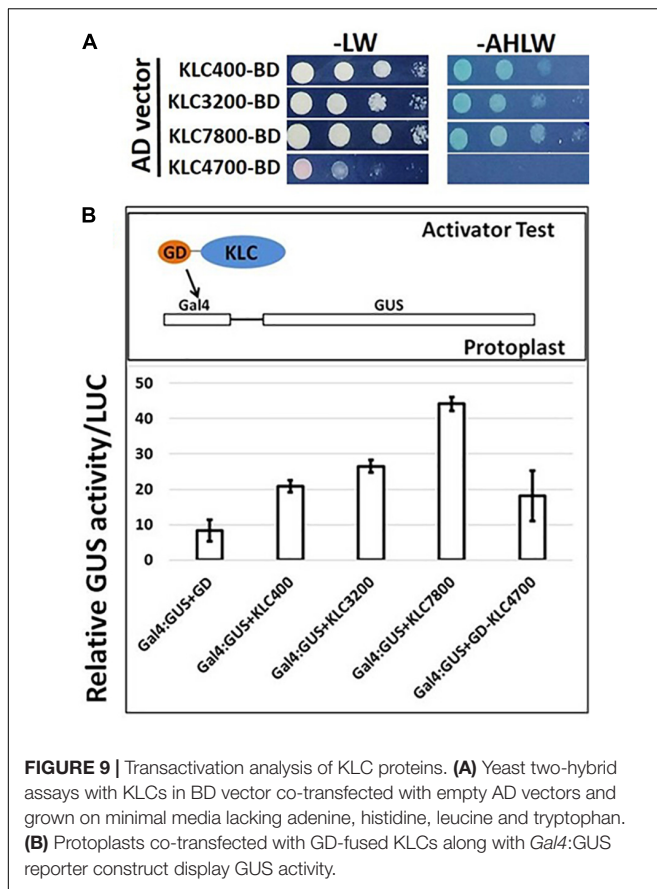 A
-LW
-AHLW
AD vector
KLC400-BD
KLC3200-BD
KLC7800-BD
KLC4700-BD
B
Activator Test
GD
KLC
Gal4
GUS
Protoplast
Relative GUS activity/LUC
50
40
30
20
10
0
Gal4:GUS+GD
Gal4:GUS+KLC400
Gal4:GUS+KLC3200
Gal4:GUS+KLC7800
Gal4:GUS+GD-KLC4700
FIGURE 9 | Transactivation analysis of KLC proteins. (A) Yeast two-hybrid
assays with KLCs in BD vector co-transfected with empty AD vectors and
grown on minimal media lacking adenine, histidine, leucine and tryptophan.
(B) Protoplasts co-transfected with GD-fused KLCs along with Gal4:GUS
reporter construct display GUS activity.